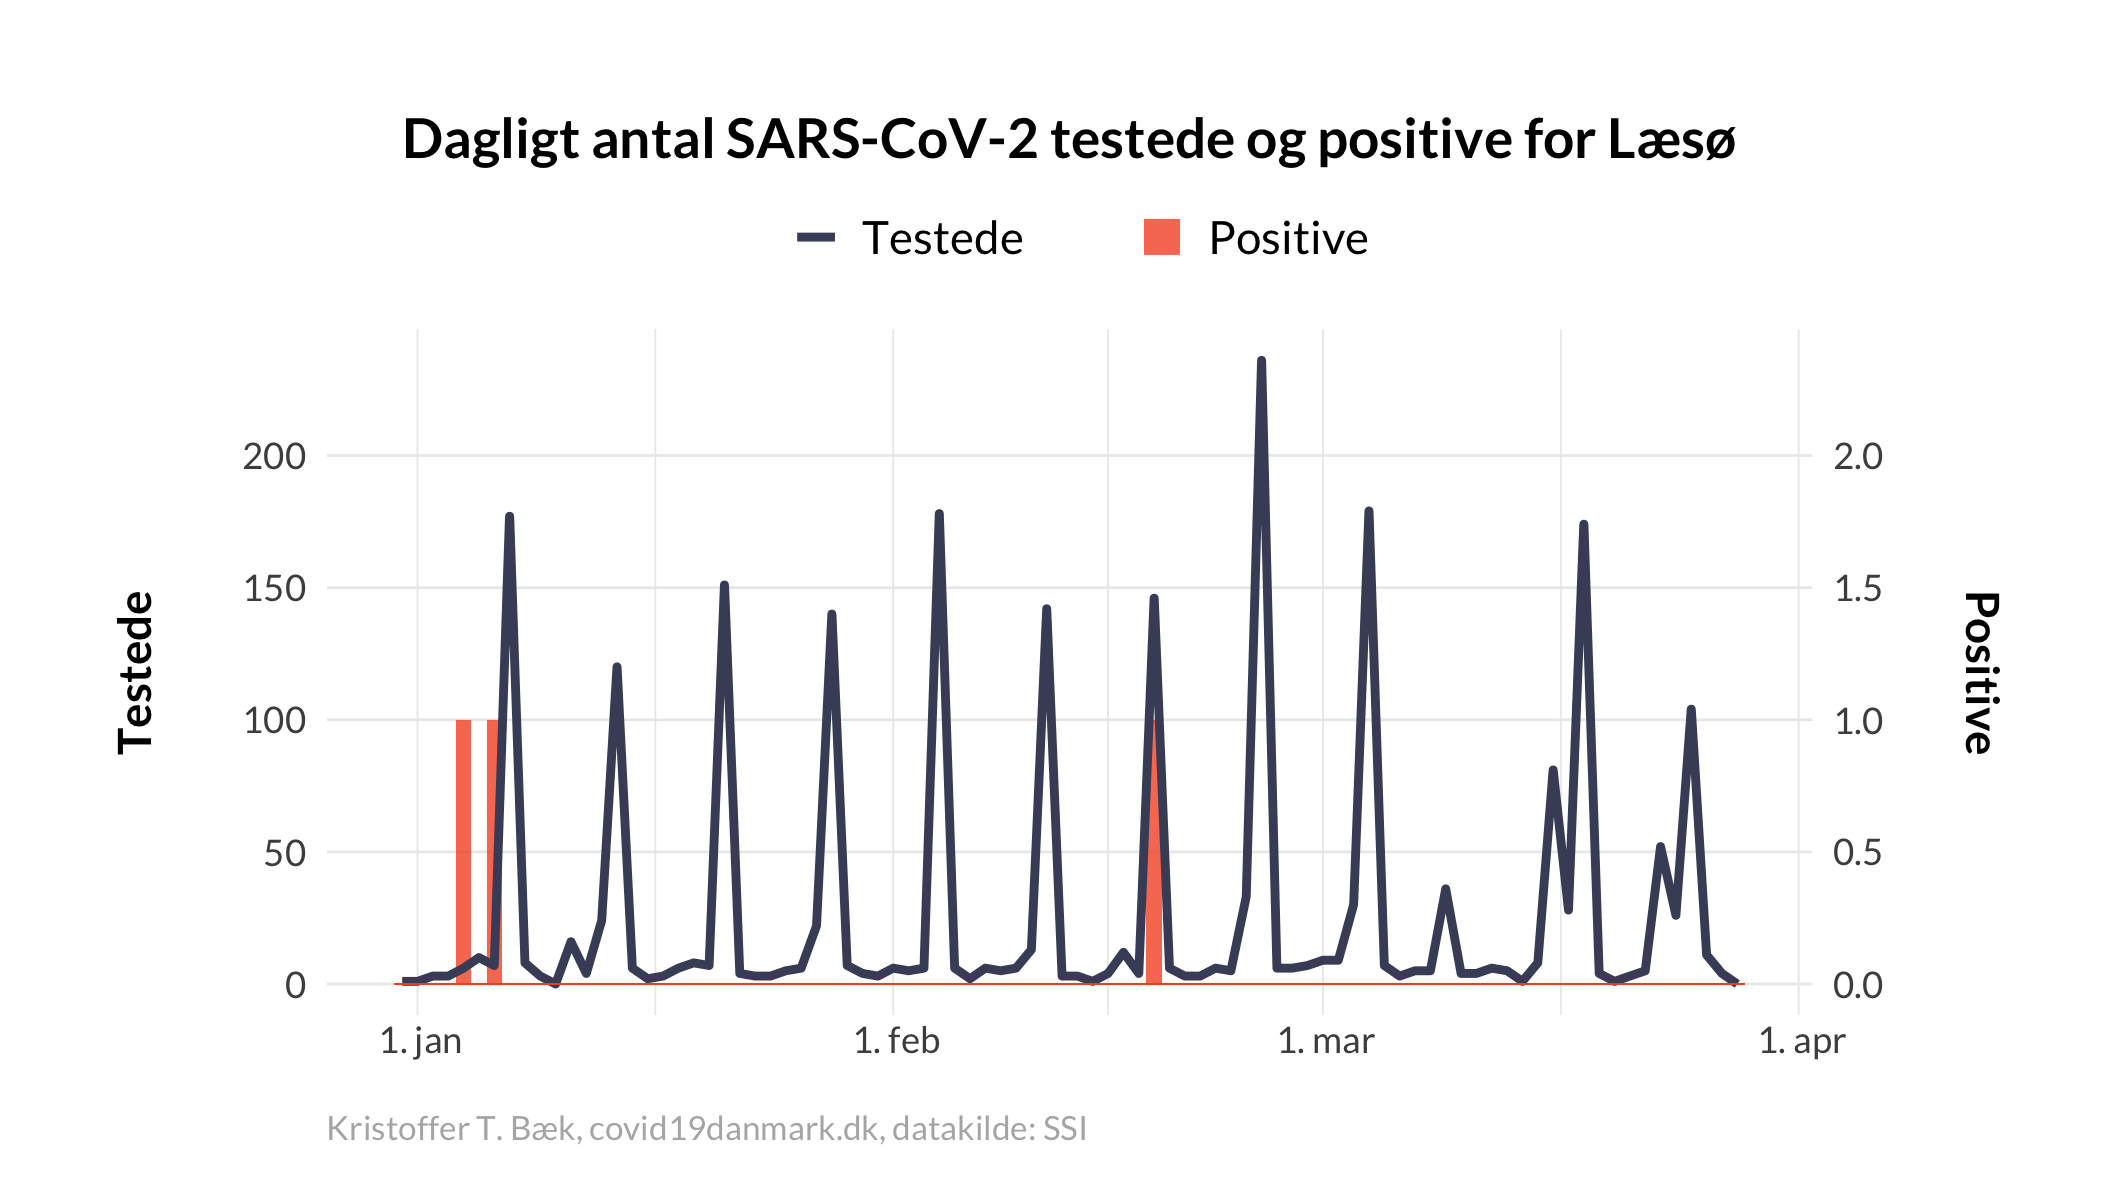 Dagligt antal SARS-CoV-2 testede og positive for Læsø
Testede
Positive
Testede
200
150
100
50
0
2.0
1.5
1.0
0.5
0.0
Positive
1. jan
1. feb
1. mar
1. apr
Kristoffer T. Bæk, covid19danmark.dk, datakilde: SSI